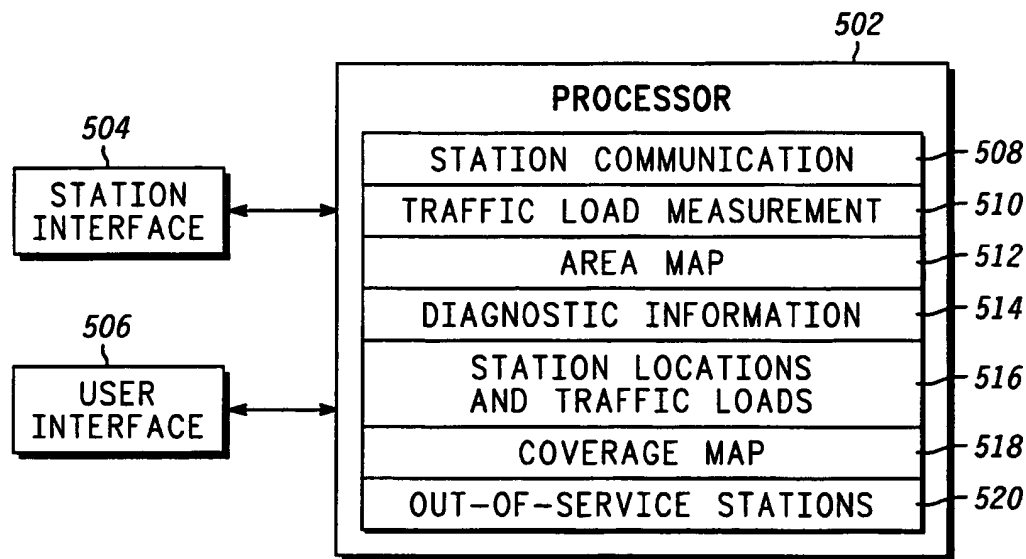 502
PROCESSOR
504
STATION
INTERFACE
506
USER
INTERFACE
STATION COMMUNICATION 508
TRAFFIC LOAD MEASUREMENT 510
AREA MAP 512
DIAGNOSTIC INFORMATION 514
STATION LOCATIONS
AND TRAFFIC LOADS 516
COVERAGE MAP 518
OUT-OF-SERVICE STATIONS 520